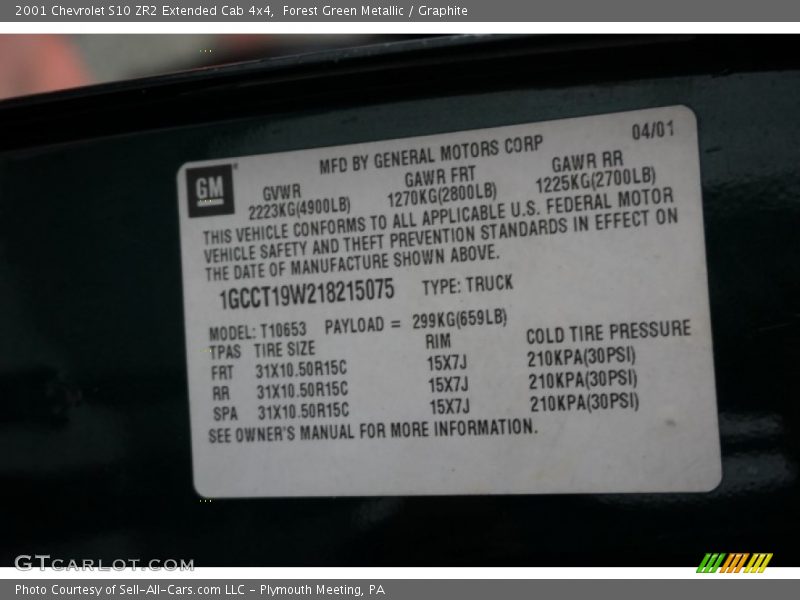 2001 Chevrolet S10 ZR2 Extended Cab 4x4, Forest Green Metallic / Graphite
GM
MFD BY GENERAL MOTORS CORP 04/01
GVWR GAWR FRT GAWR RR
2223KG(4900LB) 1270KG(2800LB) 1225KG(2700LB)
THIS VEHICLE CONFORMS TO ALL APPLICABLE U.S. FEDERAL MOTOR
VEHICLE SAFETY AND THEFT PREVENTION STANDARDS IN EFFECT ON
THE DATE OF MANUFACTURE SHOWN ABOVE.
1GCCT19W218215075 TYPE: TRUCK
MODEL: T10653 PAYLOAD = 299KG(659LB)
TPAS TIRE SIZE RIM COLD TIRE PRESSURE
FRT 31X10.50R15C 15X7J 210KPA(30PSI)
RR 31X10.50R15C 15X7J 210KPA(30PSI)
SPA 31X10.50R15C 15X7J 210KPA(30PSI)
SEE OWNER'S MANUAL FOR MORE INFORMATION.
GTCARLOT.COM
Photo Courtesy of Sell-All-Cars.com LLC - Plymouth Meeting, PA